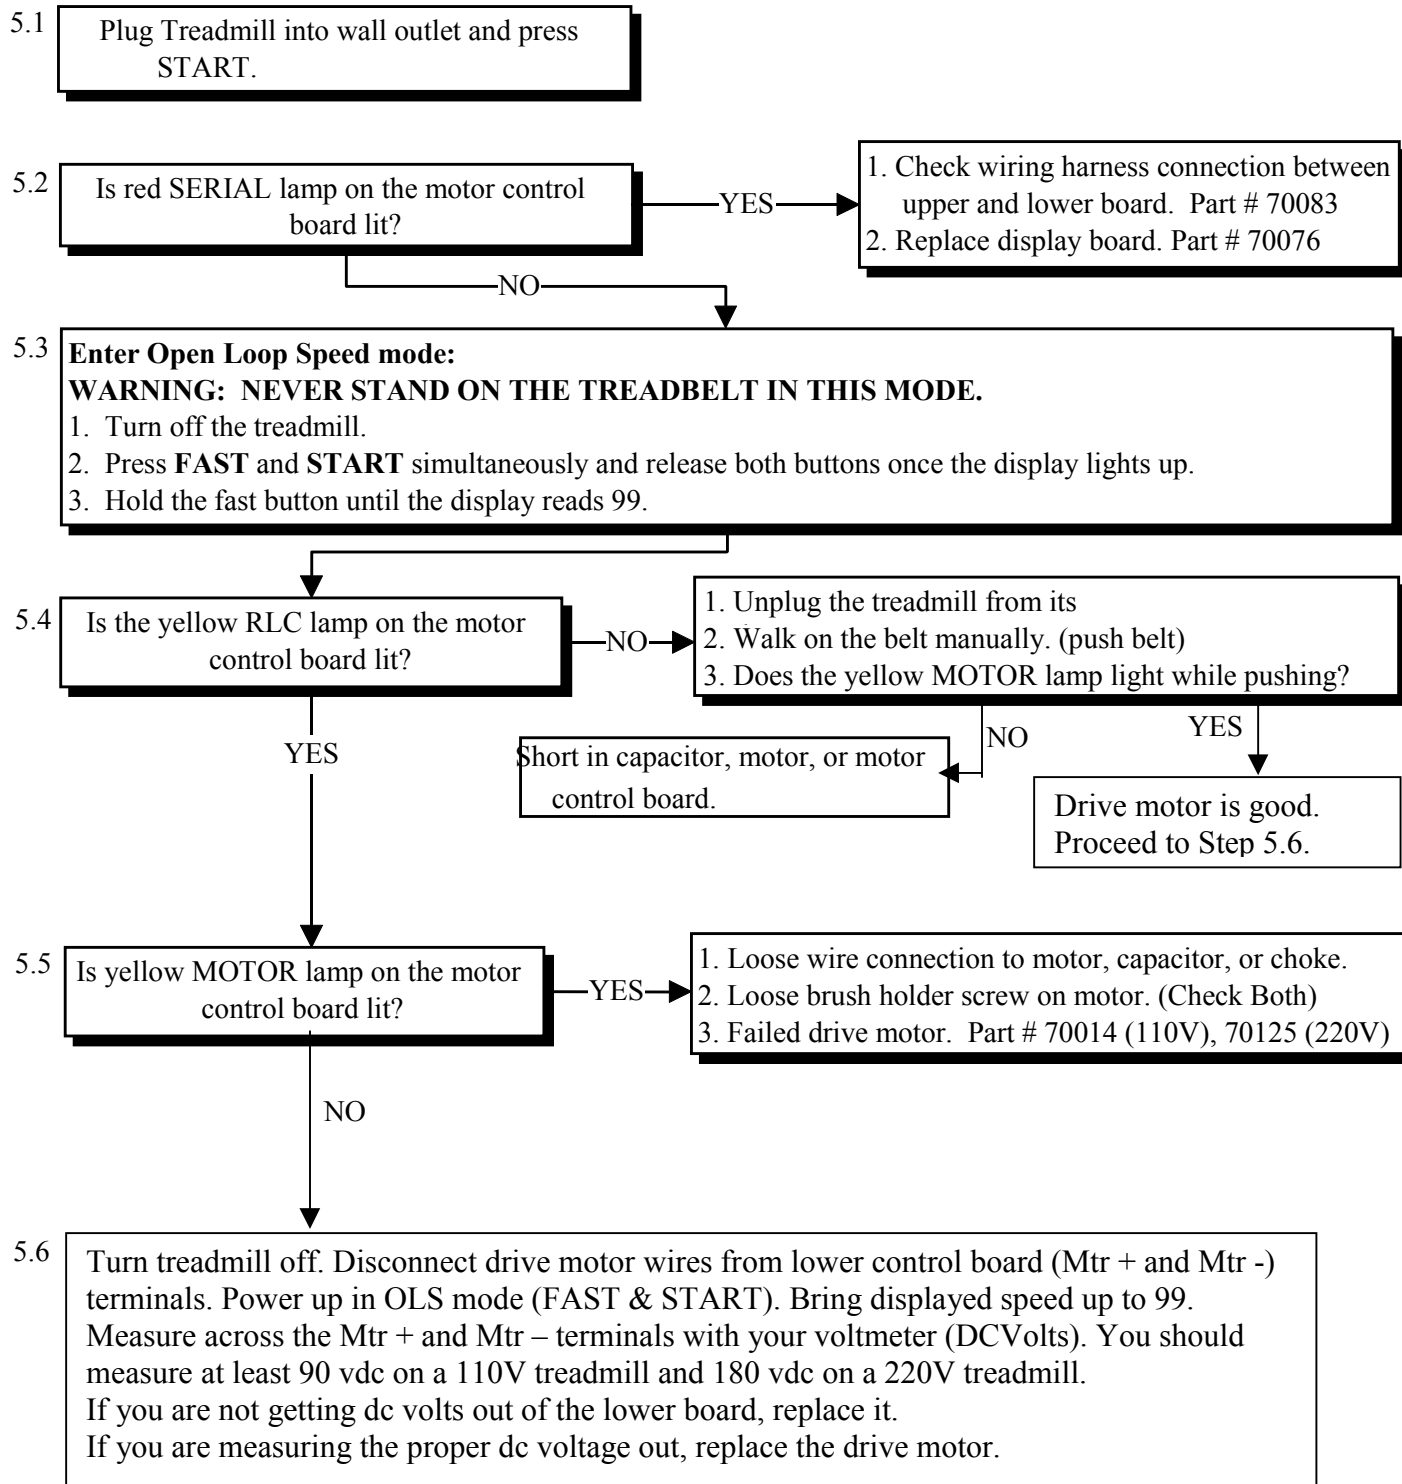 5.1
Plug Treadmill into wall outlet and press
START.
5.2
Is red SERIAL lamp on the motor control
board lit?
YES
1. Check wiring harness connection between
upper and lower board. Part # 70083
2. Replace display board. Part # 70076
NO
5.3
Enter Open Loop Speed mode:
WARNING: NEVER STAND ON THE TREADBELT IN THIS MODE.
1. Turn off the treadmill.
2. Press FAST and START simultaneously and release both buttons once the display lights up.
3. Hold the fast button until the display reads 99.
5.4
Is the yellow RLC lamp on the motor
control board lit?
NO
1. Unplug the treadmill from its
2. Walk on the belt manually. (push belt)
3. Does the yellow MOTOR lamp light while pushing?
YES
NO
YES
Short in capacitor, motor, or motor
control board.
Drive motor is good.
Proceed to Step 5.6.
5.5
Is yellow MOTOR lamp on the motor
control board lit?
YES
1. Loose wire connection to motor, capacitor, or choke.
2. Loose brush holder screw on motor. (Check Both)
3. Failed drive motor. Part # 70014 (110V), 70125 (220V)
NO
5.6
Turn treadmill off. Disconnect drive motor wires from lower control board (Mtr + and Mtr -)
terminals. Power up in OLS mode (FAST & START). Bring displayed speed up to 99.
Measure across the Mtr + and Mtr – terminals with your voltmeter (DCVolts). You should
measure at least 90 vdc on a 110V treadmill and 180 vdc on a 220V treadmill.
If you are not getting dc volts out of the lower board, replace it.
If you are measuring the proper dc voltage out, replace the drive motor.